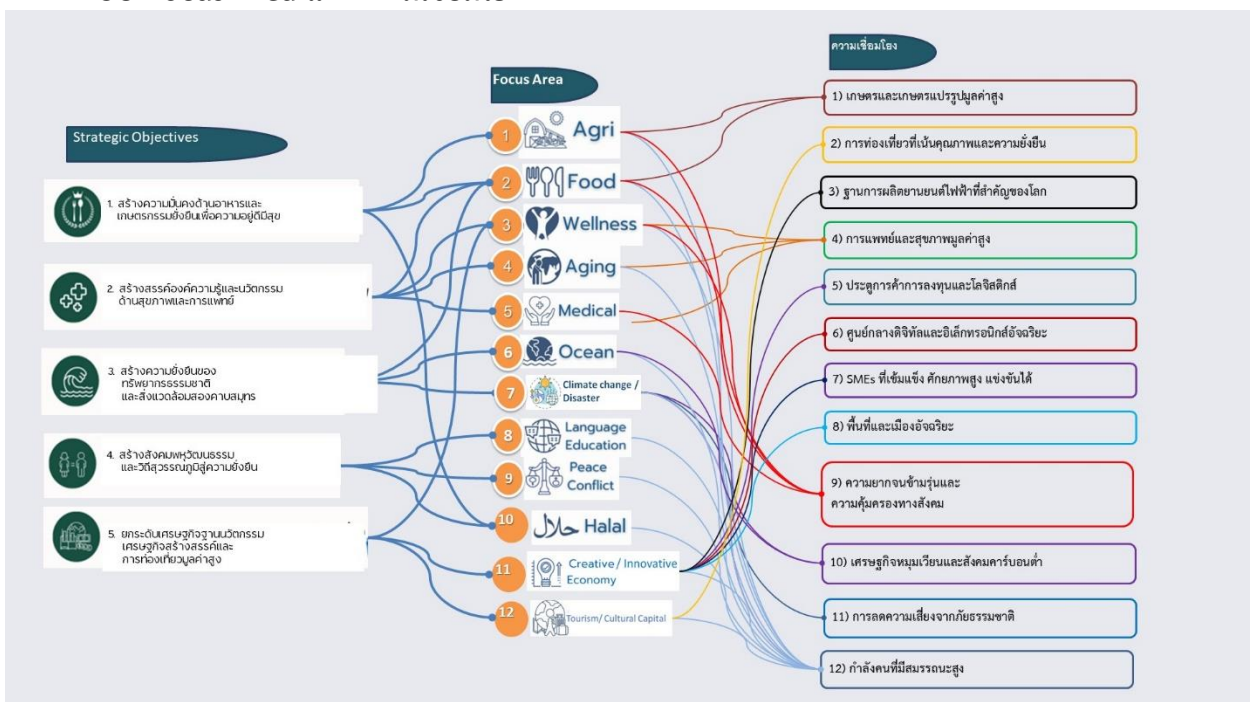 Strategic Objectives
1. สร้างความมั่นคงด้านอาหารและ
เกษตรกรรมยั่งยืนเพื่อความอยู่ดีมีสุข
2. สร้างสรรค์องค์ความรู้และนวัตกรรม
ด้านสุขภาพและการแพทย์
3. สร้างความยั่งยืนของ
ทรัพยากรธรรมชาติ
และสิ่งแวดล้อมสองคาบสมุทร
4. สร้างสังคมพหุวัฒนธรรม
และวิถีสุวรรณภูมิสู่ความยั่งยืน
5. ยกระดับเศรษฐกิจฐานนวัตกรรม
เศรษฐกิจสร้างสรรค์และ
การท่องเที่ยวมูลค่าสูง
Focus Area
1 Agri
2 Food
3 Wellness
4 Aging
5 Medical
6 Ocean
7 Climate change /
Disaster
8 Language
Education
9 Peace
Conflict
10 حلال Halal
11 Creative / Innovative
Economy
12 Tourism/ Cultural Capital
ความเชื่อมโยง
1) เกษตรและเกษตรแปรรูปมูลค่าสูง
2) การท่องเที่ยวที่เน้นคุณภาพและความยั่งยืน
3) ฐานการผลิตยานยนต์ไฟฟ้าที่สำคัญของโลก
4) การแพทย์และสุขภาพมูลค่าสูง
5) ประตูการค้าการลงทุนและโลจิสติกส์
6) ศูนย์กลางดิจิทัลและอิเล็กทรอนิกส์อัจฉริยะ
7) SMEs ที่เข้มแข็ง ศักยภาพสูง แข่งขันได้
8) พื้นที่และเมืองอัจฉริยะ
9) ความยากจนข้ามรุ่นและ
ความคุ้มครองทางสังคม
10) เศรษฐกิจหมุนเวียนและสังคมคาร์บอนต่ำ
11) การลดความเสี่ยงจากภัยธรรมชาติ
12) กำลังคนที่มีสมรรถนะสูง